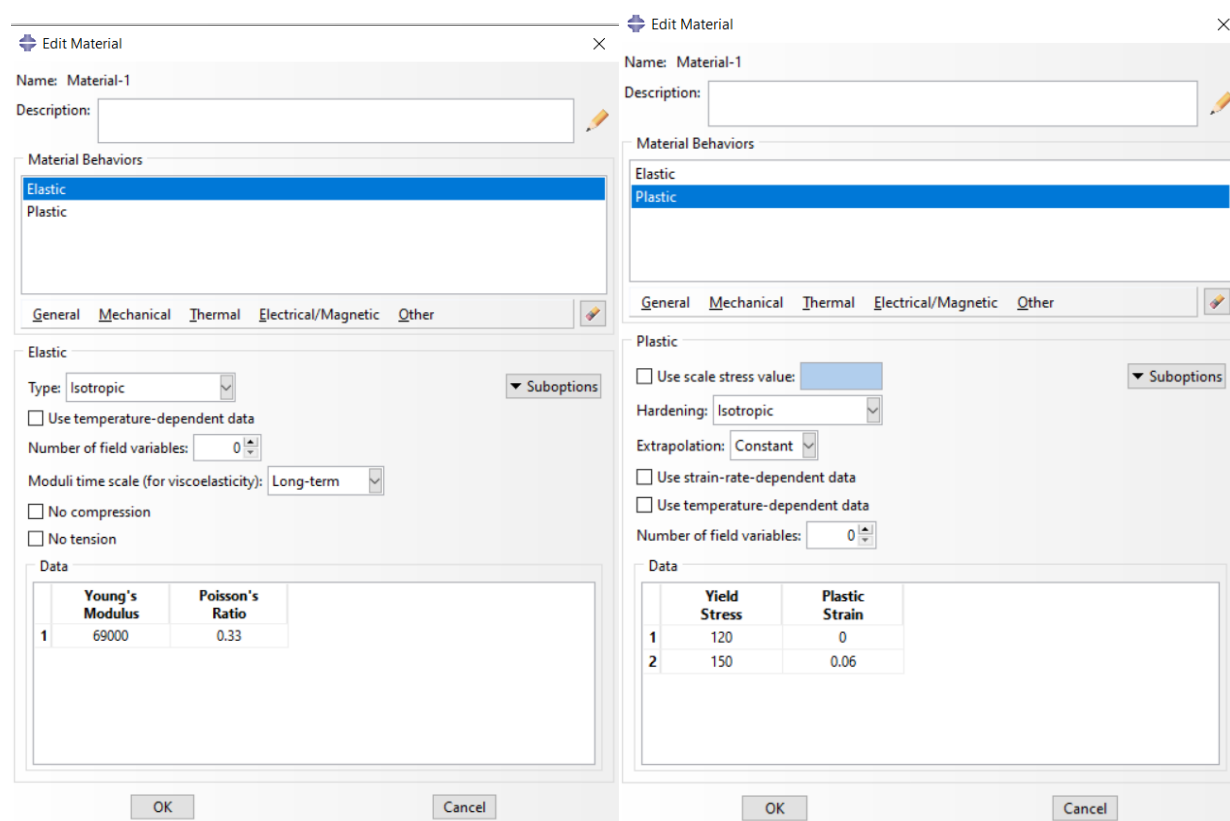 Edit Material
Name: Material-1
Description:
Material Behaviors
Elastic
Plastic
General Mechanical Thermal Electrical/Magnetic Other
Elastic
Type: Isotropic
Suboptions
Use temperature-dependent data
Number of field variables: 0
Moduli time scale (for viscoelasticity): Long-term
No compression
No tension
Data
Young's Modulus Poisson's Ratio
1 69000 0.33
OK Cancel
Edit Material
Name: Material-1
Description:
Material Behaviors
Elastic
Plastic
General Mechanical Thermal Electrical/Magnetic Other
Plastic
Use scale stress value:
Suboptions
Hardening: Isotropic
Extrapolation: Constant
Use strain-rate-dependent data
Use temperature-dependent data
Number of field variables: 0
Data
Yield Stress Plastic Strain
1 120 0
2 150 0.06
OK Cancel